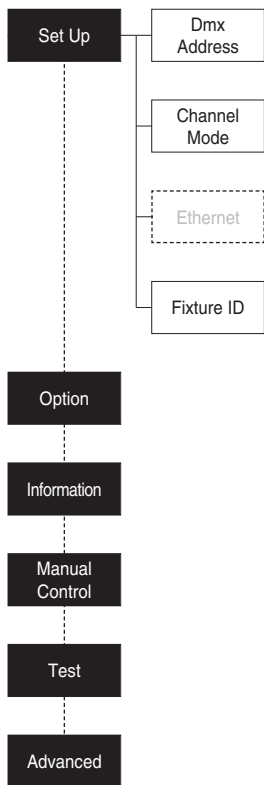 Set Up
Dmx
Address
Channel
Mode
Ethernet
Fixture ID
Option
Information
Manual
Control
Test
Advanced